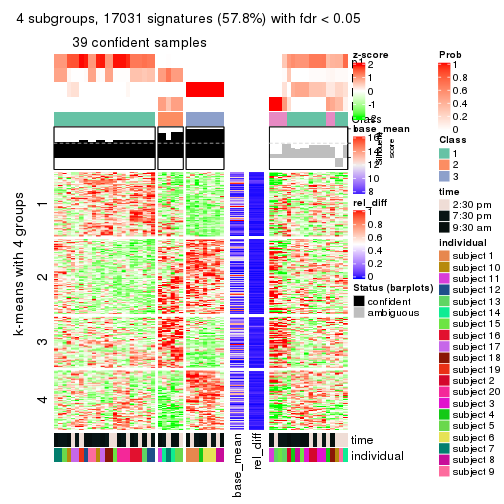 4 subgroups, 17031 signatures (57.8%) with fdr < 0.05
39 confident samples
k-means with 4 groups
1
2
3
4
p1
Class
Silhouette
score
time
individual
base_mean
rel_diff
z-score
2
1
0
-1
-2
base_mean
16
8
rel_diff
1
0.8
0.6
0.4
0.2
0
Status (barplots)
confident
ambiguous
Prob
1
0.8
0.6
0.4
0.2
0
Class
1
2
3
time
2:30 pm
7:30 pm
9:30 am
individual
subject 1
subject 10
subject 11
subject 12
subject 13
subject 14
subject 15
subject 16
subject 17
subject 18
subject 19
subject 2
subject 20
subject 3
subject 4
subject 5
subject 6
subject 7
subject 8
subject 9